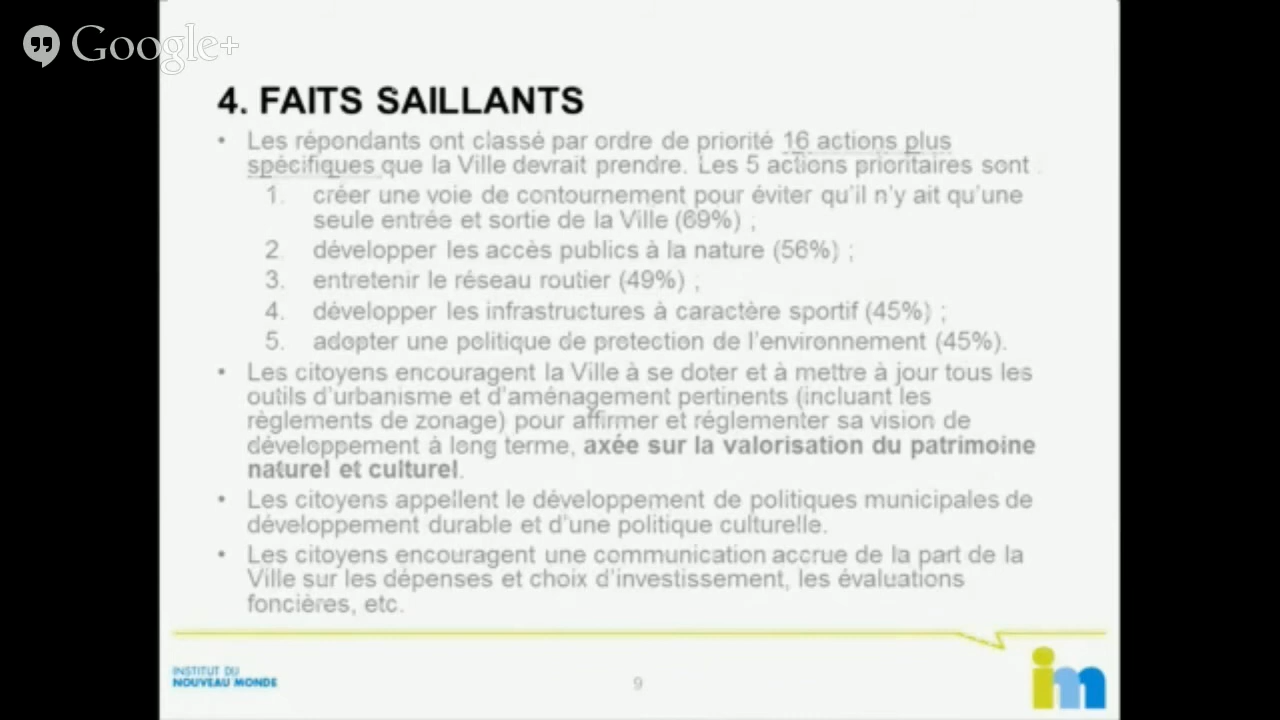 Google+
4. FAITS SAILLANTS
• Les répondants ont classé par ordre de priorité 16 actions plus
spécifiques que la Ville devrait prendre. Les 5 actions prioritaires sont :
1. créer une voie de contournement pour éviter qu'il n'y ait qu'une
seule entrée et sortie de la Ville (69%) ;
2. développer les accès publics à la nature (56%) ;
3. entretenir le réseau routier (49%) ;
4. développer les infrastructures à caractère sportif (45%) ;
5. adopter une politique de protection de l'environnement (45%).
• Les citoyens encouragent la Ville à se doter et à mettre à jour tous les
outils d'urbanisme et d'aménagement pertinents (incluant les
règlements de zonage) pour affirmer et réglementer sa vision de
développement à long terme, axée sur la valorisation du patrimoine
naturel et culturel.
• Les citoyens appellent le développement de politiques municipales de
développement durable et d'une politique culturelle.
• Les citoyens encouragent une communication accrue de la part de la
Ville sur les dépenses et choix d'investissement, les évaluations
foncières, etc.
INSTITUT DU
NOUVEAU MONDE
9
inm